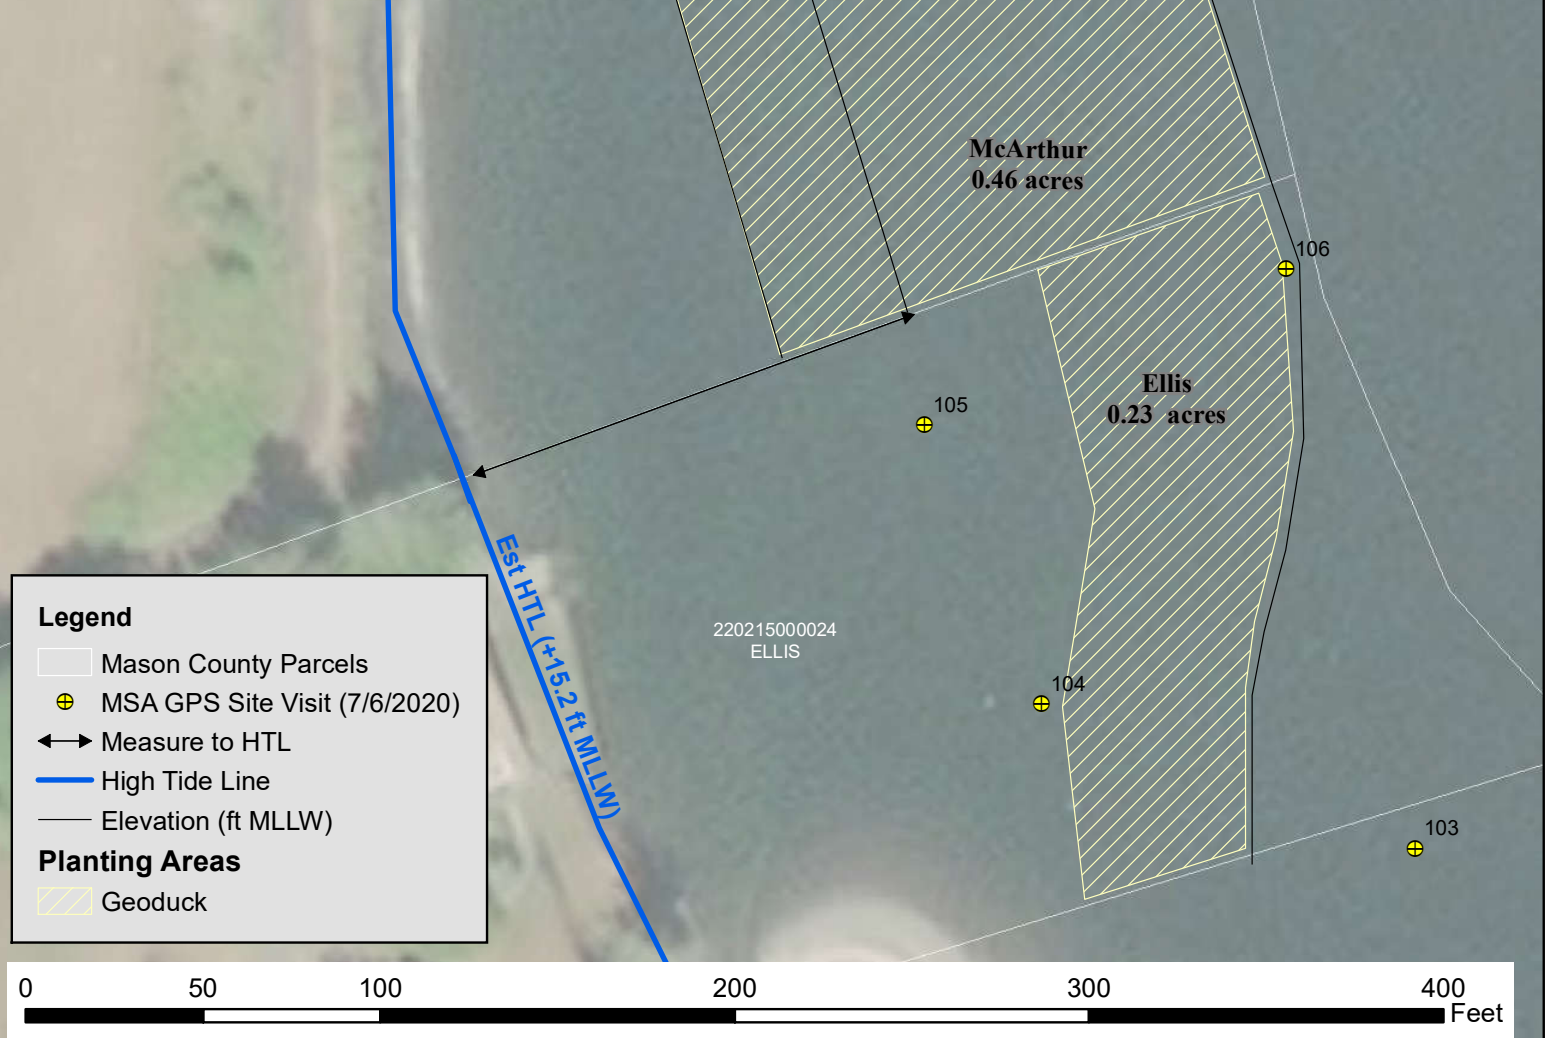 McArthur
0.46 acres
106
Ellis
0.23 acres
105
Est HTL (+15.2 ft MLLW)
220215000024
ELLIS
104
103
Legend
Mason County Parcels
MSA GPS Site Visit (7/6/2020)
Measure to HTL
High Tide Line
Elevation (ft MLLW)
Planting Areas
Geoduck
0 50 100 200 300 400
Feet